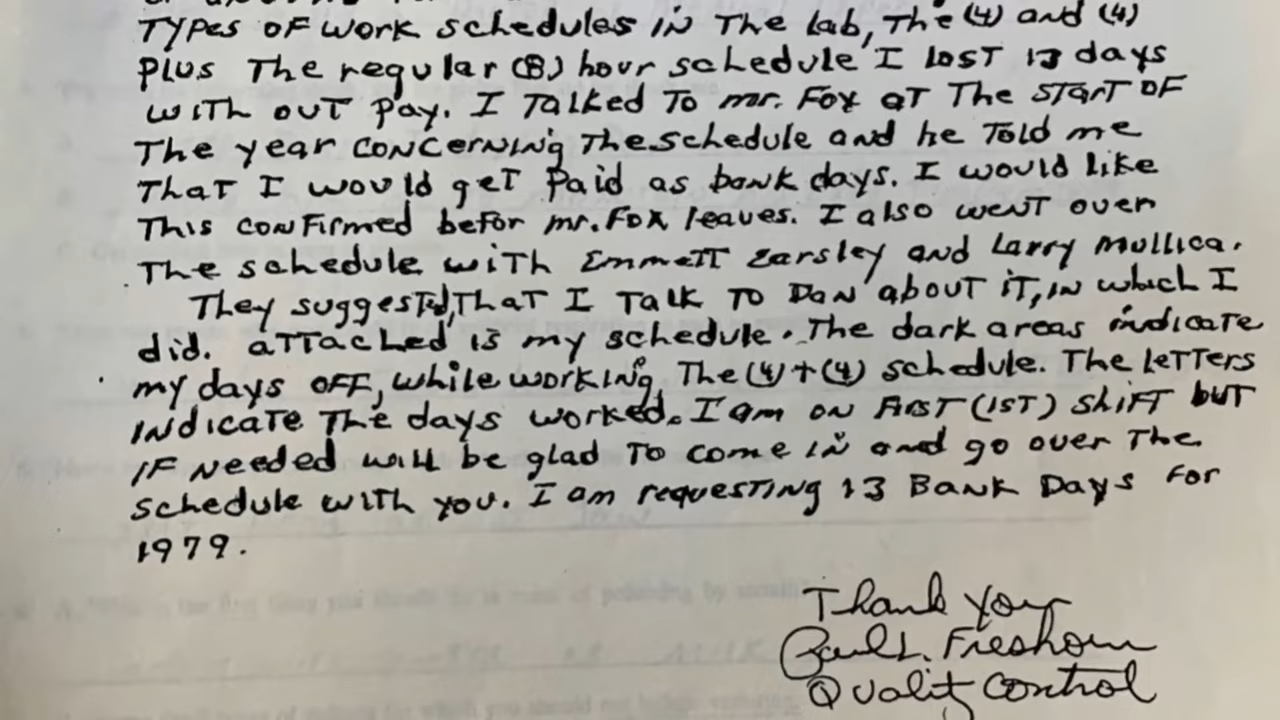 TYPES OF WORK SCHEDULES IN THE lab, The (4) and (4)
Plus The regular (8) hour schedule I LOST 13 days
WITH OUT Pay. I TALKED TO mr. Fox aT The STarT OF
The year CONCERNING The schedule and he Told me
THAT I would geT Paid as bank days. I would like
This CONFirmed befor mr. Fox leaves. I also wenT over
The schedule wiTh EmmeTT Earsley and Larry Mullica.
They suggesTed, ThaT I Talk To Dan abouT iT, in which I
did. aTTached is my schedule. The dark areas indicaTe
my days OFF, while working The (4) + (4) schedule. The leTTers
INdicaTe The days worked. I am on FirsT (1ST) ShifT buT
IF Needed will be glad To come IN and go over The
Schedule wiTh you. I am requesTing 13 Bank Days For
1979.
Thank you
Paul L. Freshour
Quality Control